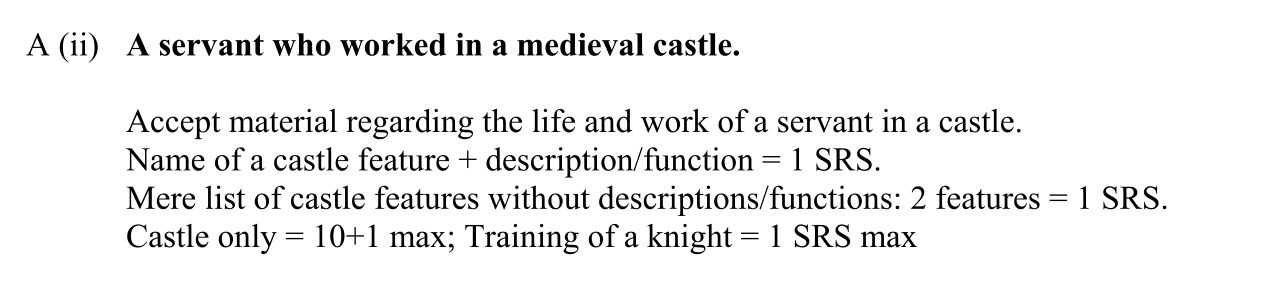 A (ii) A servant who worked in a medieval castle.
Accept material regarding the life and work of a servant in a castle.
Name of a castle feature + description/function = 1 SRS.
Mere list of castle features without descriptions/functions: 2 features = 1 SRS.
Castle only = 10+1 max; Training of a knight = 1 SRS max